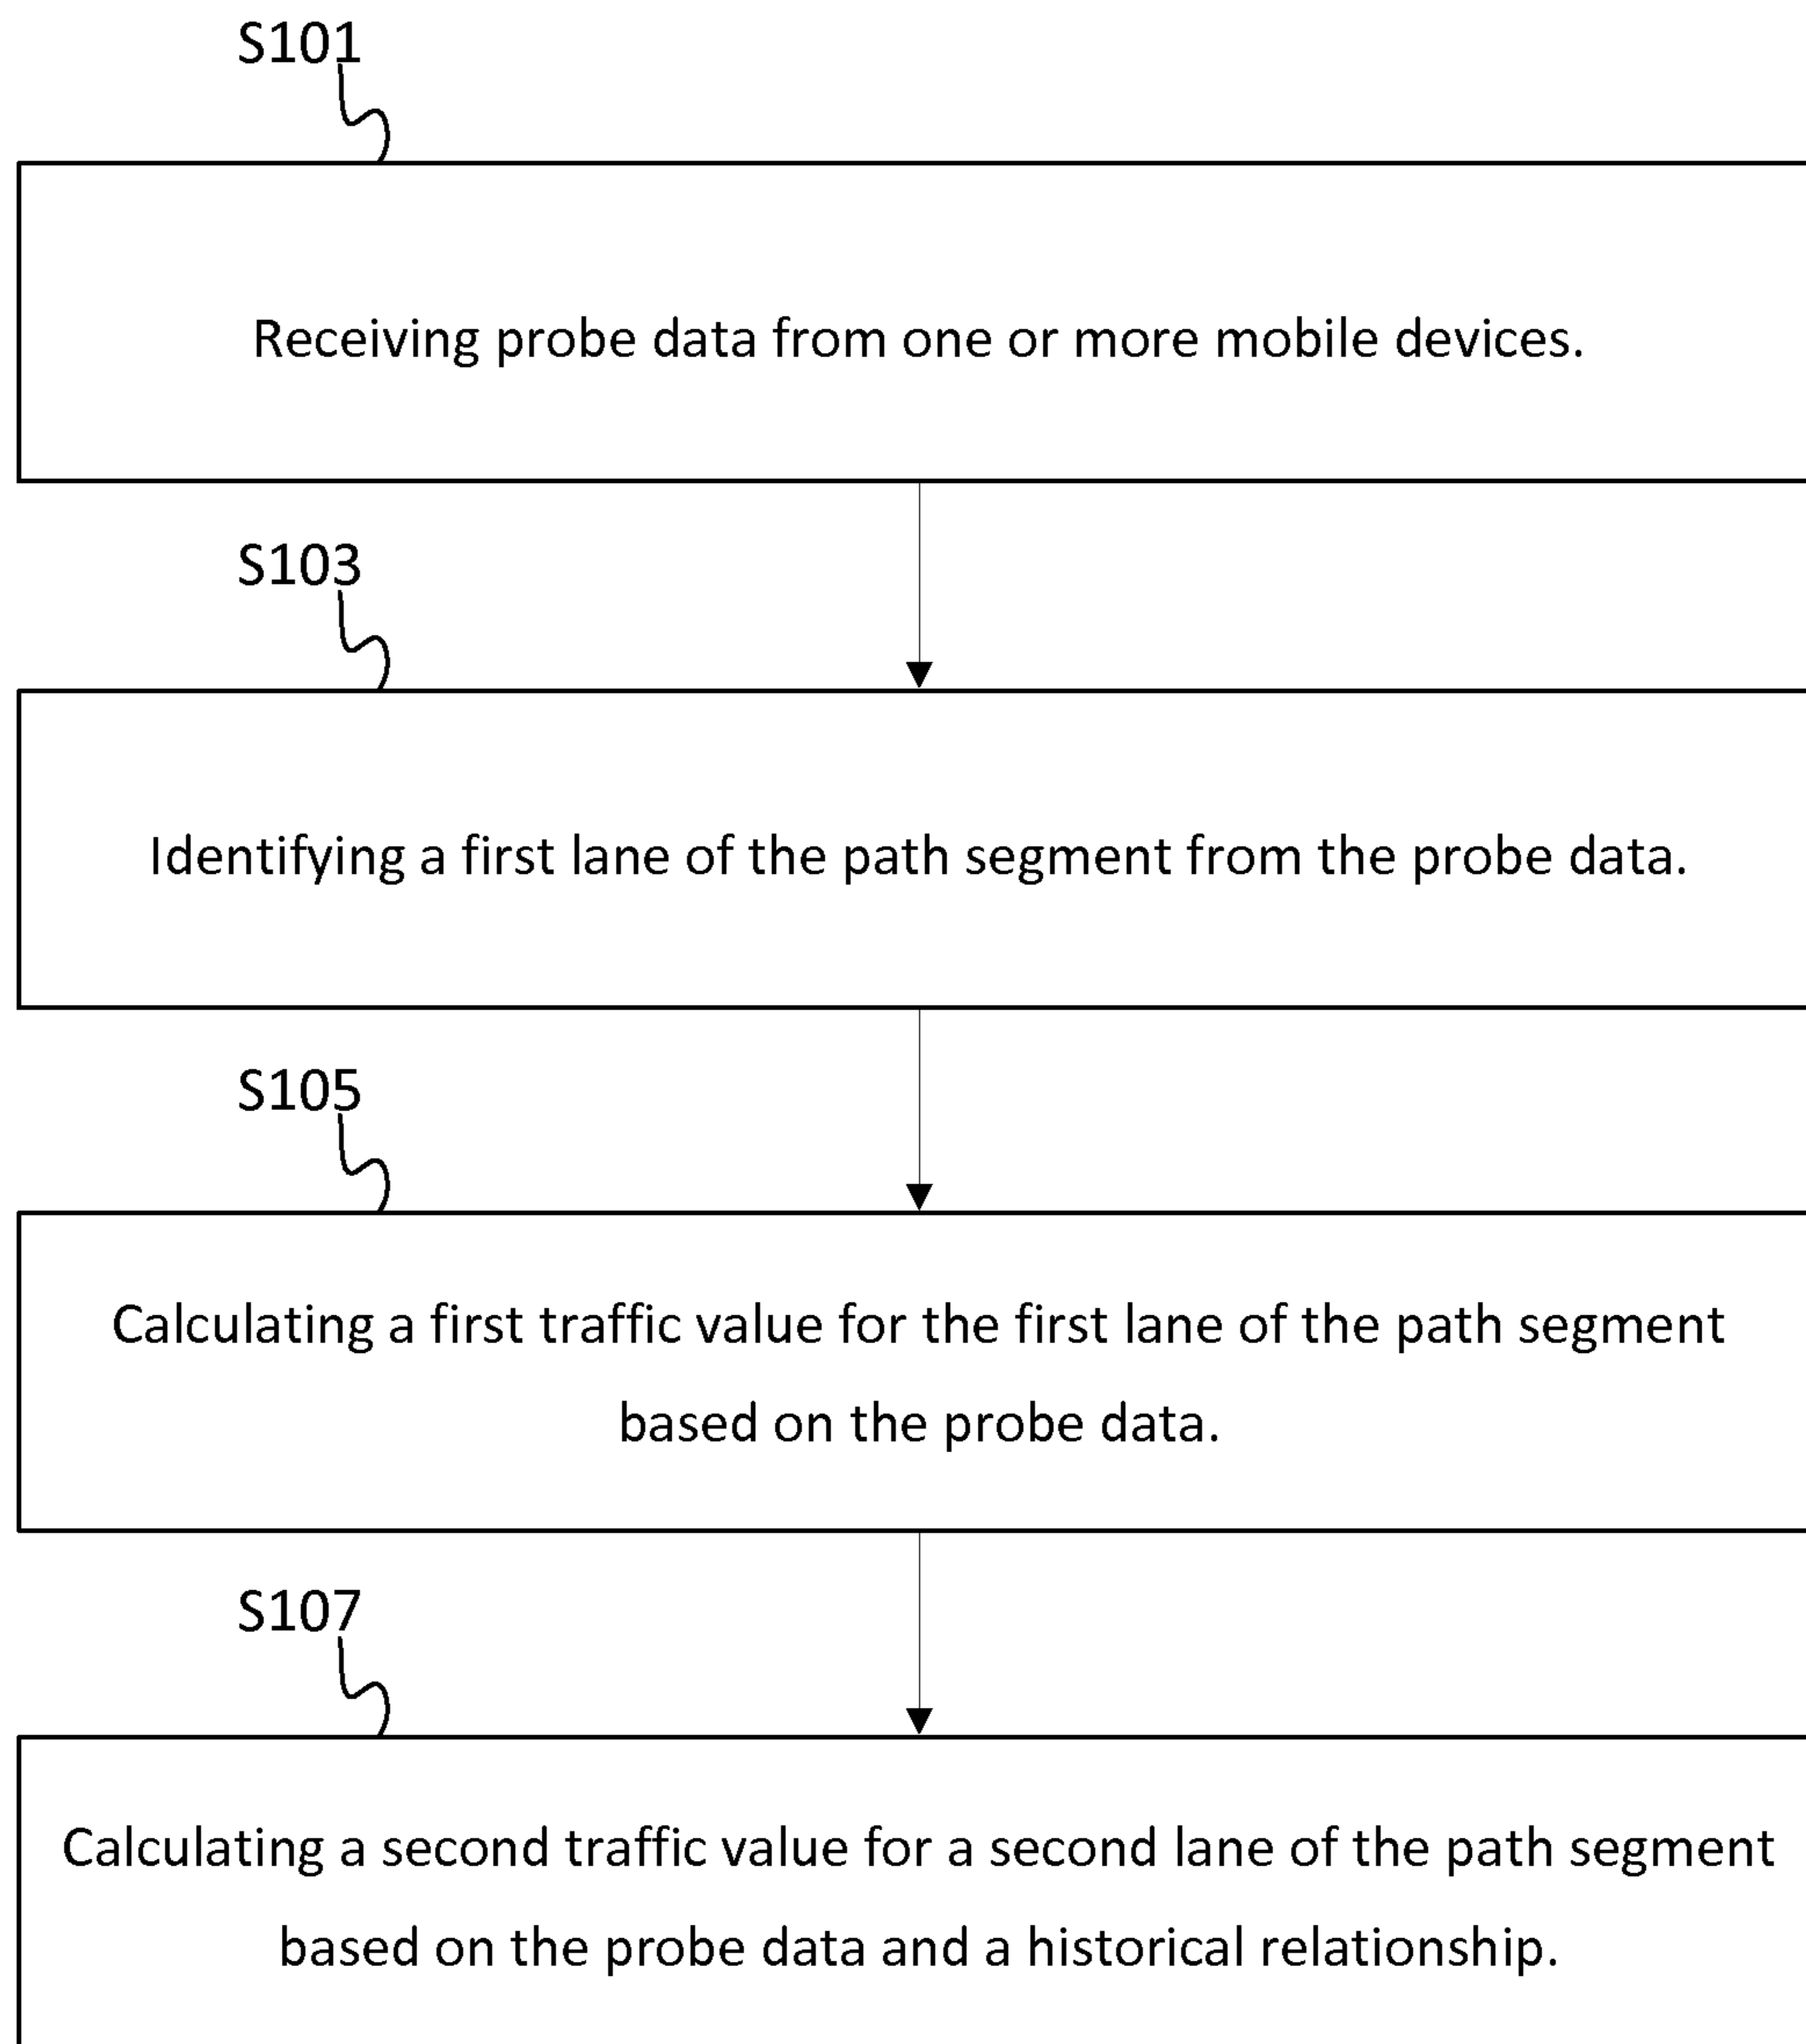 S101
Receiving probe data from one or more mobile devices.
S103
Identifying a first lane of the path segment from the probe data.
S105
Calculating a first traffic value for the first lane of the path segment
based on the probe data.
S107
Calculating a second traffic value for a second lane of the path segment
based on the probe data and a historical relationship.